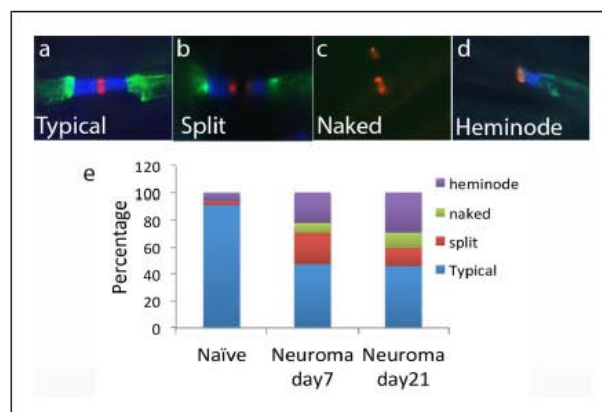 a b c d
Typical Split Naked Heminode
e
120
100
80
60
40
20
0
Percentage
heminode
naked
split
Typical
Naïve Neuroma day7 Neuroma day21